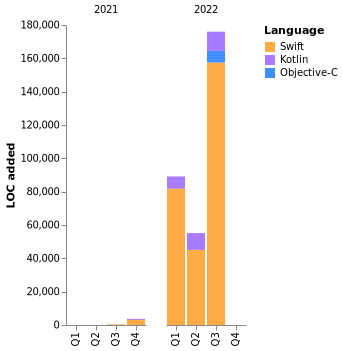 2021 2022
Language
Swift
Kotlin
Objective-C
LOC added
180,000
160,000
140,000
120,000
100,000
80,000
60,000
40,000
20,000
0
Q1 Q2 Q3 Q4 Q1 Q2 Q3 Q4